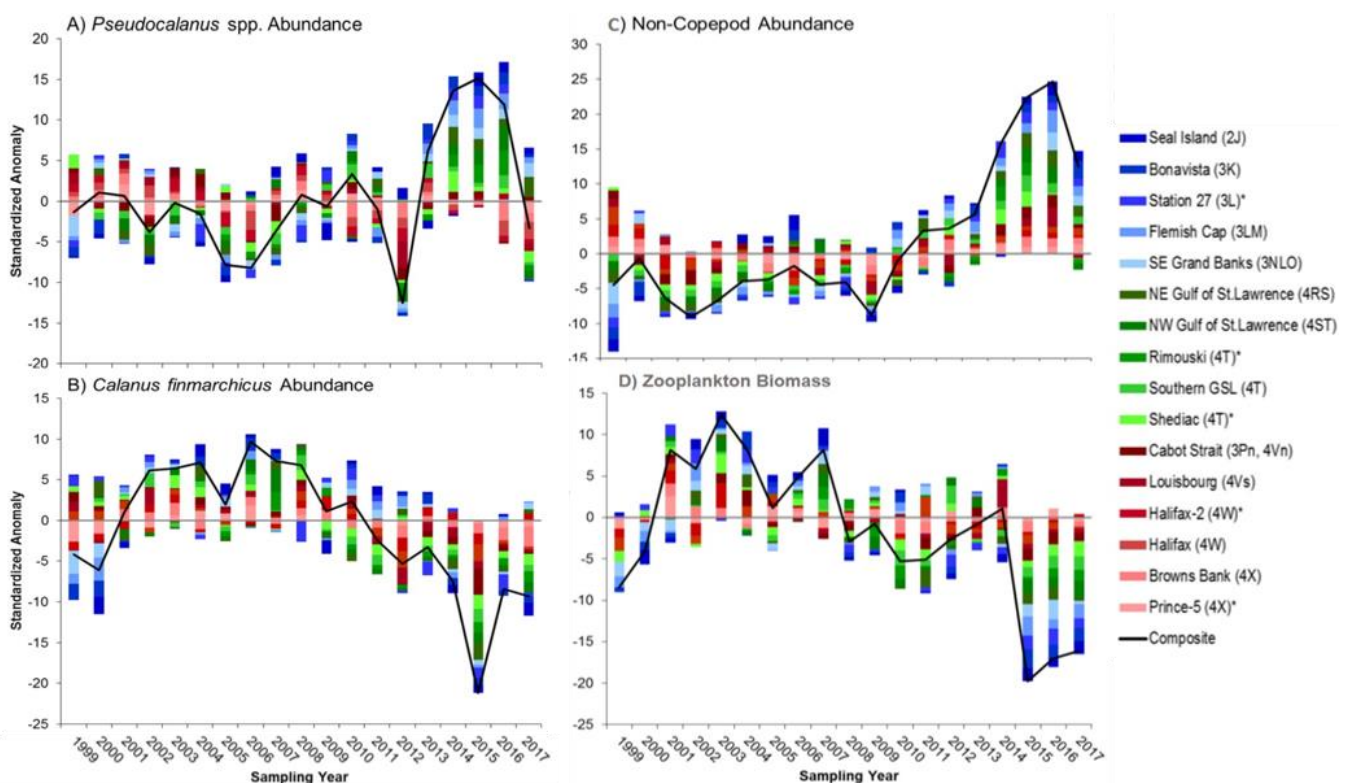 A) Pseudocalanus spp. Abundance
Standardized Anomaly
20
15
10
5
0
-5
-10
-15
-20
C) Non-Copepod Abundance
30
25
20
15
10
5
0
-5
-10
-15
B) Calanus finmarchicus Abundance
Standardized Anomaly
15
10
5
0
-5
-10
-15
-20
-25
1999 2000 2001 2002 2003 2004 2005 2006 2007 2008 2009 2010 2011 2012 2013 2014 2015 2016 2017
Sampling Year
D) Zooplankton Biomass
15
10
5
0
-5
-10
-15
-20
-25
1999 2000 2001 2002 2003 2004 2005 2006 2007 2008 2009 2010 2011 2012 2013 2014 2015 2016 2017
Sampling Year
Seal Island (2J)
Bonavista (3K)
Station 27 (3L)*
Flemish Cap (3LM)
SE Grand Banks (3NLO)
NE Gulf of St.Lawrence (4RS)
NW Gulf of St.Lawrence (4ST)
Rimouski (4T)*
Southern GSL (4T)
Shediac (4T)*
Cabot Strait (3Pn, 4Vn)
Louisbourg (4Vs)
Halifax-2 (4W)*
Halifax (4W)
Browns Bank (4X)
Prince-5 (4X)*
Composite